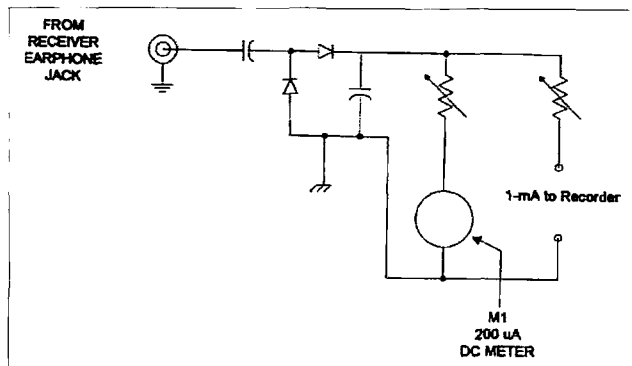 FROM
RECEIVER
EARPHONE
JACK
1-mA to Recorder
M1
200 uA
DC METER